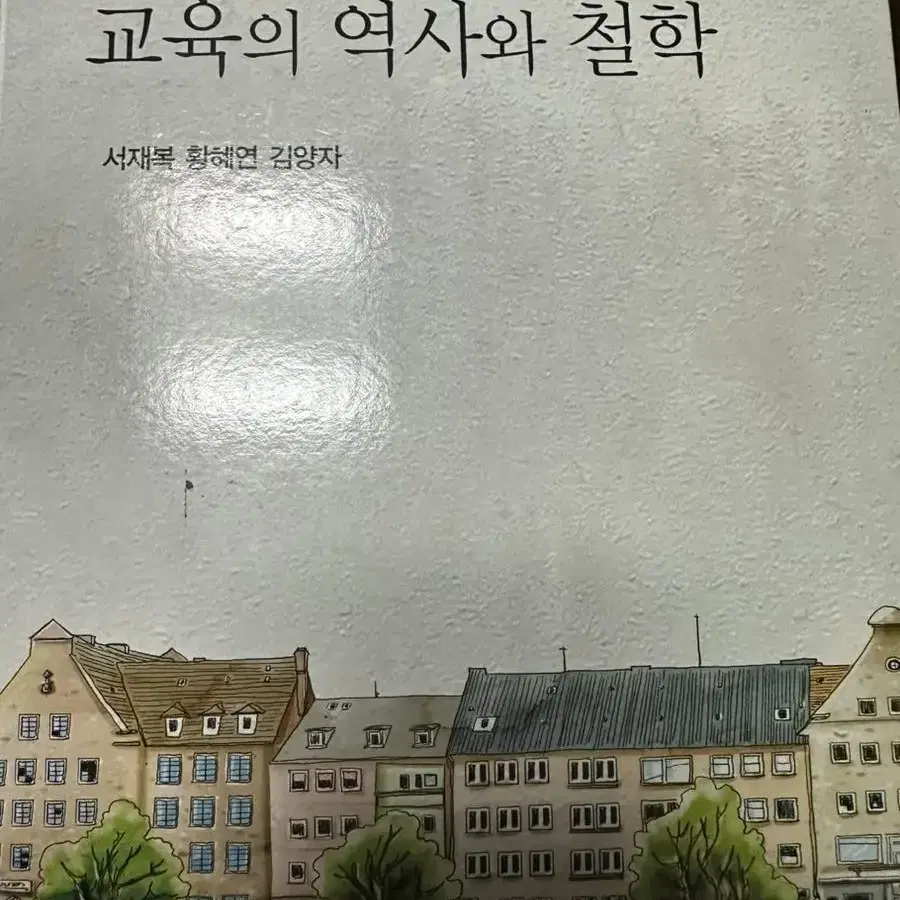 교육의 역사와 철학
서재복 황혜연 김양자